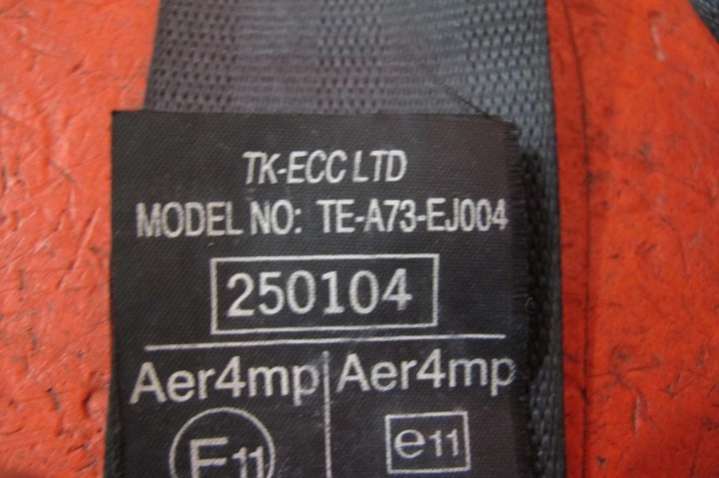 TK-ECC LTD
MODEL NO: TE-A73-EJ004
250104
Aer4mp Aer4mp
E11 e11